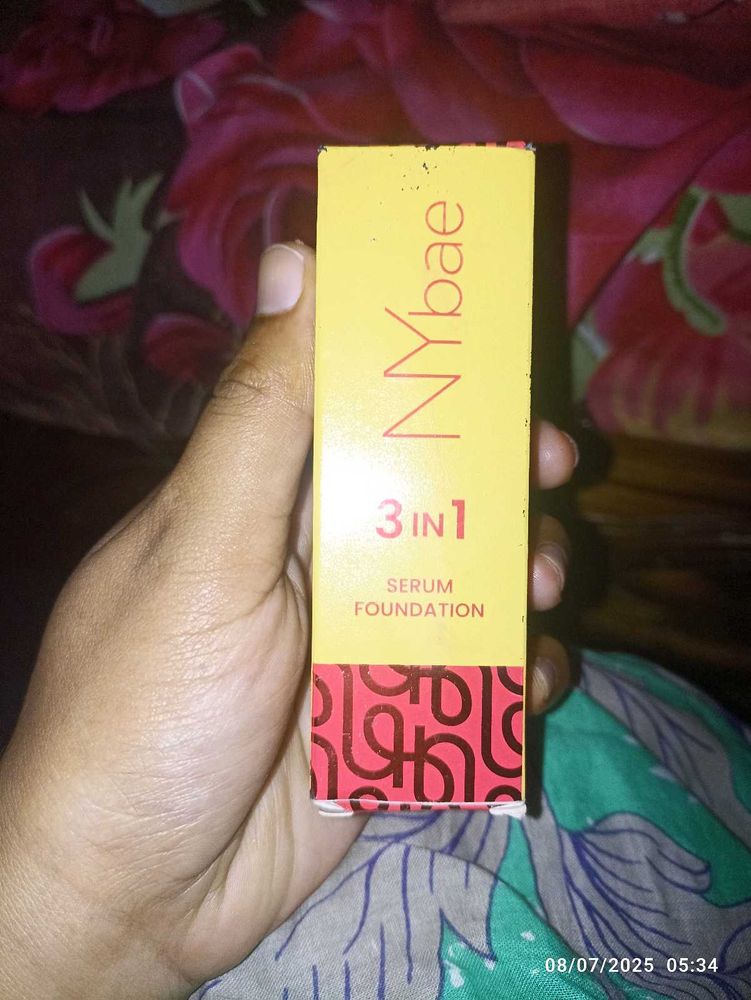 NYbae
3 IN 1
SERUM
FOUNDATION
08/07/2025 05:34